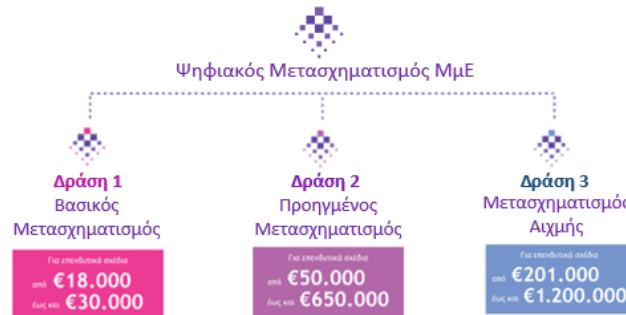 Ψηφιακός Μετασχηματισμός ΜμΕ
Δράση 1
Βασικός
Μετασχηματισμός
Για επενδυτικά σχέδια
από €18.000
έως και €30.000
Δράση 2
Προηγμένος
Μετασχηματισμός
Για επενδυτικά σχέδια
από €50.000
έως και €650.000
Δράση 3
Μετασχηματισμός
Αιχμής
Για επενδυτικά σχέδια
από €201.000
έως και €1.200.000